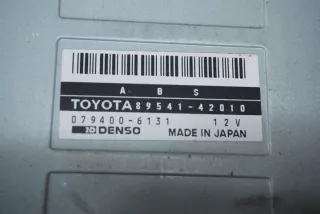 A B S
TOYOTA 89541-42010
079400-6131 12V
DENSO MADE IN JAPAN